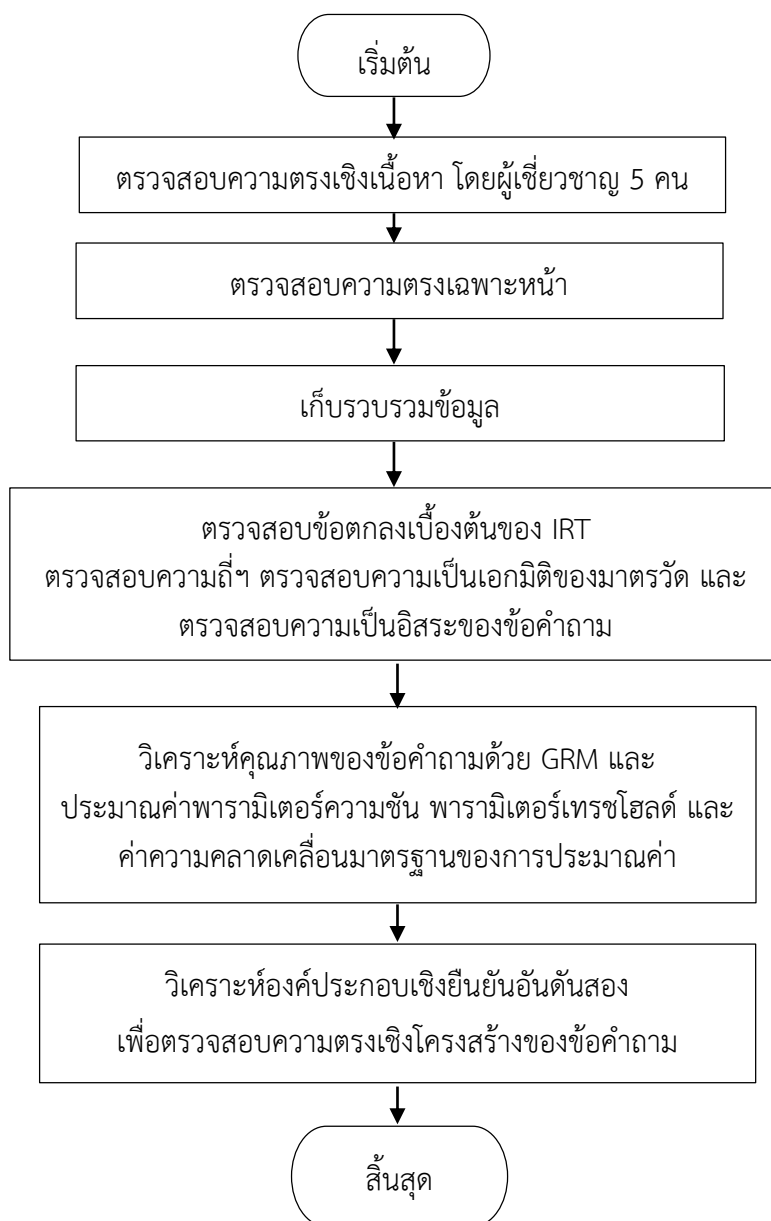 เริ่มต้น
ตรวจสอบความตรงเชิงเนื้อหา โดยผู้เชี่ยวชาญ 5 คน
ตรวจสอบความตรงเฉพาะหน้า
เก็บรวบรวมข้อมูล
ตรวจสอบข้อตกลงเบื้องต้นของ IRT
ตรวจสอบความถี่ฯ ตรวจสอบความเป็นเอกมิติของมาตรวัด และ
ตรวจสอบความเป็นอิสระของข้อคำถาม
วิเคราะห์คุณภาพของข้อคำถามด้วย GRM และ
ประมาณค่าพารามิเตอร์ความชัน พารามิเตอร์เทรชโฮลด์ และ
ค่าความคลาดเคลื่อนมาตรฐานของการประมาณค่า
วิเคราะห์องค์ประกอบเชิงยืนยันอันดับสอง
เพื่อตรวจสอบความตรงเชิงโครงสร้างของข้อคำถาม
สิ้นสุด